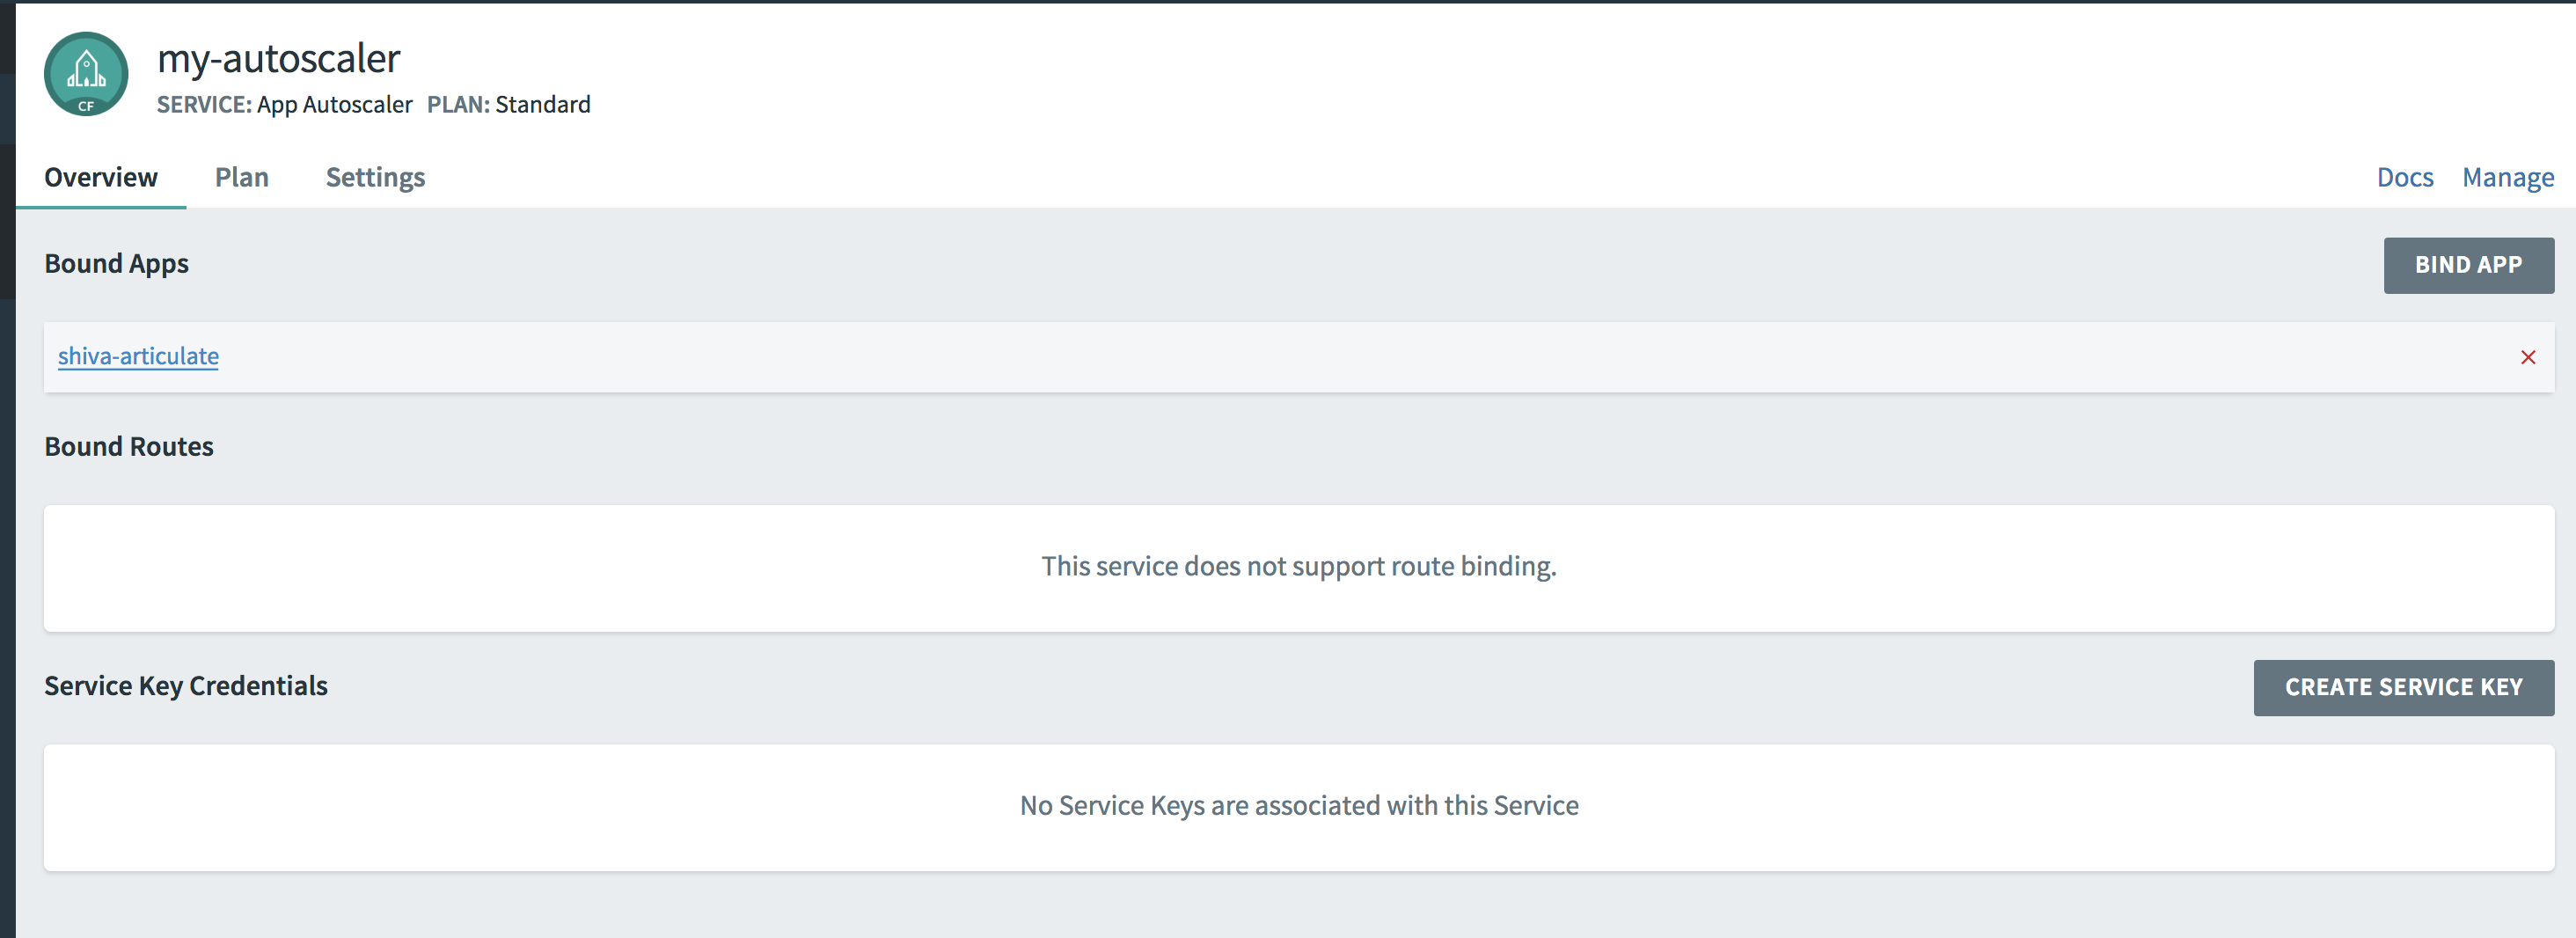 my-autoscaler
CF
SERVICE: App Autoscaler PLAN: Standard
Overview Plan Settings Docs Manage
Bound Apps BIND APP
shiva-articulate ×
Bound Routes
This service does not support route binding.
Service Key Credentials CREATE SERVICE KEY
No Service Keys are associated with this Service